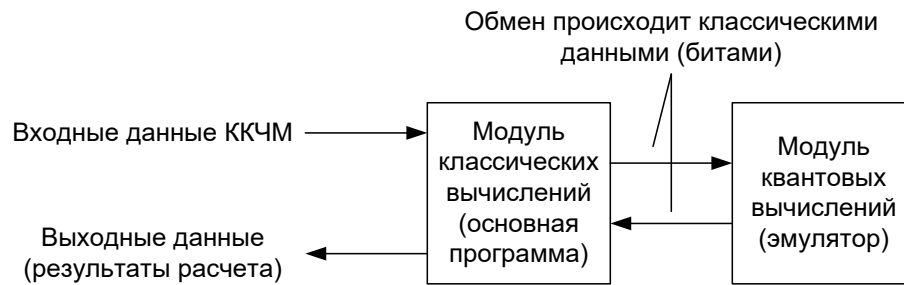 Обмен происходит классическими
данными (битами)
Входные данные ККЧМ
Модуль
классических
вычислений
(основная
программа)
Модуль
квантовых
вычислений
(эмулятор)
Выходные данные
(результаты расчета)